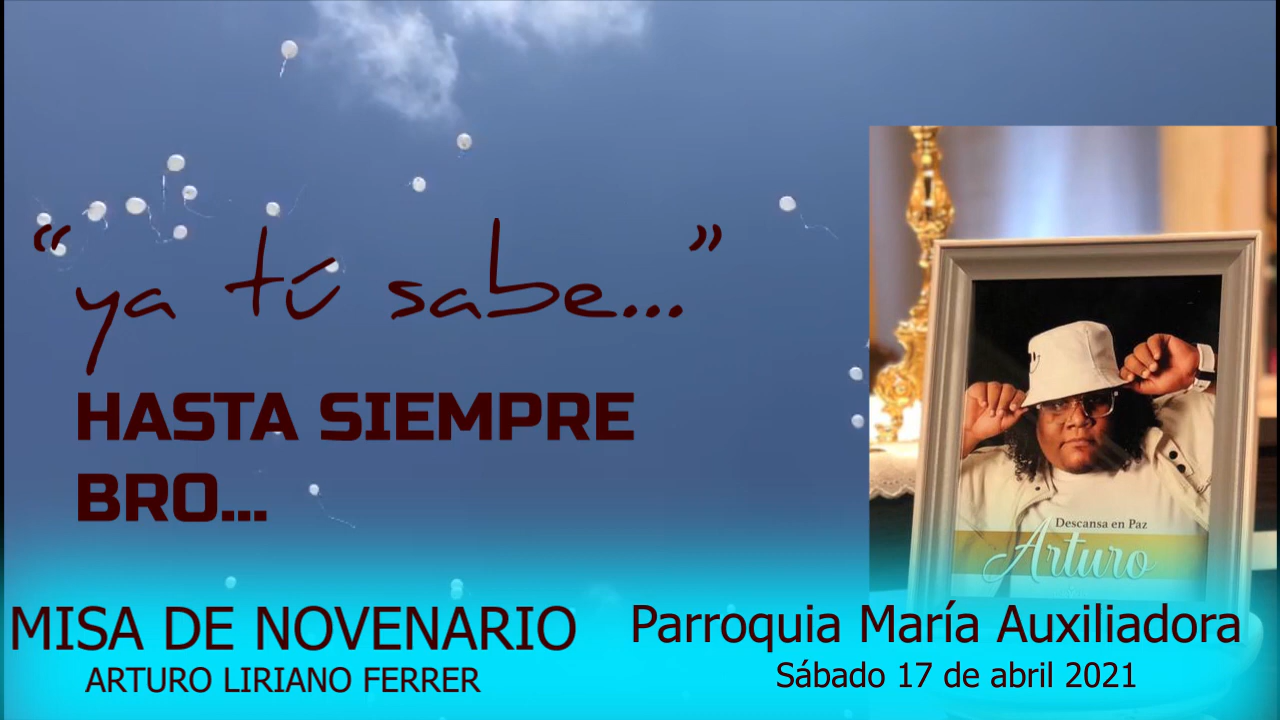 “ya tú sabe...”
HASTA SIEMPRE
BRO...
Descansa en Paz
Arturo
MISA DE NOVENARIO
ARTURO LIRIANO FERRER
Parroquia María Auxiliadora
Sábado 17 de abril 2021